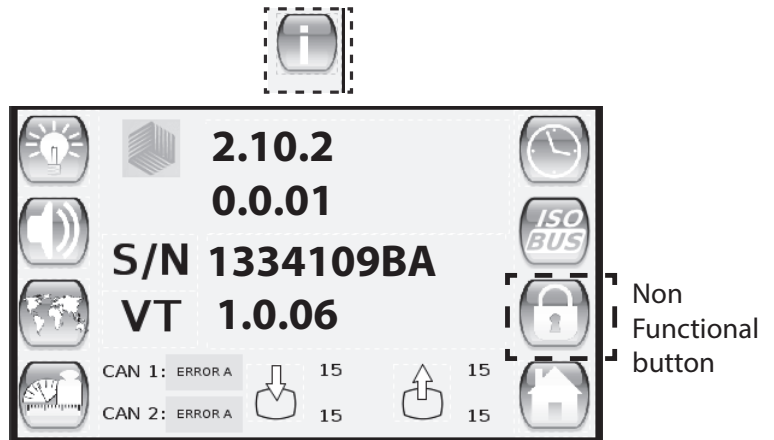 i
2.10.2
0.0.01
ISO
BUS
S/N 1334109BA
VT 1.0.06
Non
Functional
button
CAN 1: ERROR A 15 15
CAN 2: ERROR A 15 15